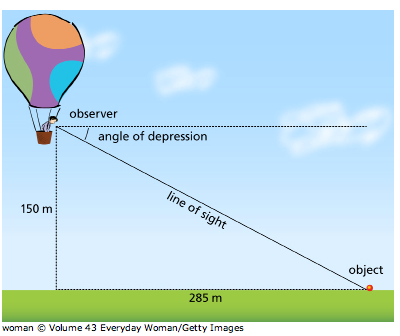 observer
angle of depression
150 m
line of sight
object
285 m
woman © Volume 43 Everyday Woman/Getty Images